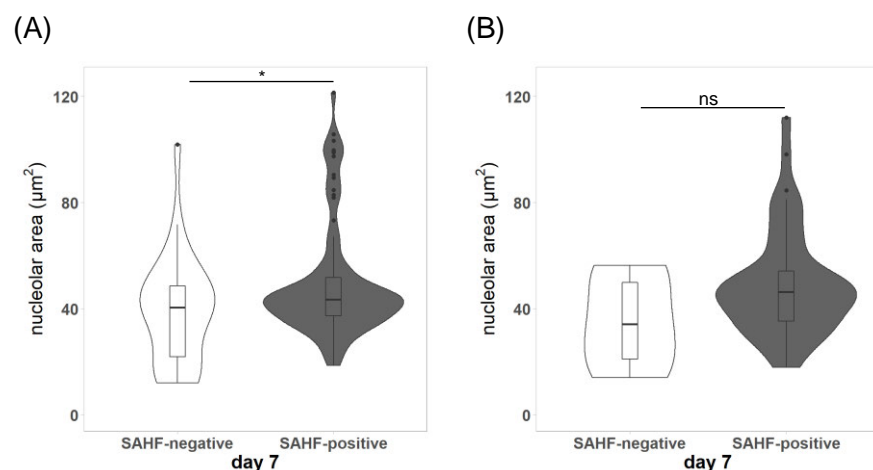 (A)
*
120
80
40
0
nucleolar area (µm²)
SAHF-negative SAHF-positive
day 7
(B)
ns
120
80
40
0
nucleolar area (µm²)
SAHF-negative SAHF-positive
day 7